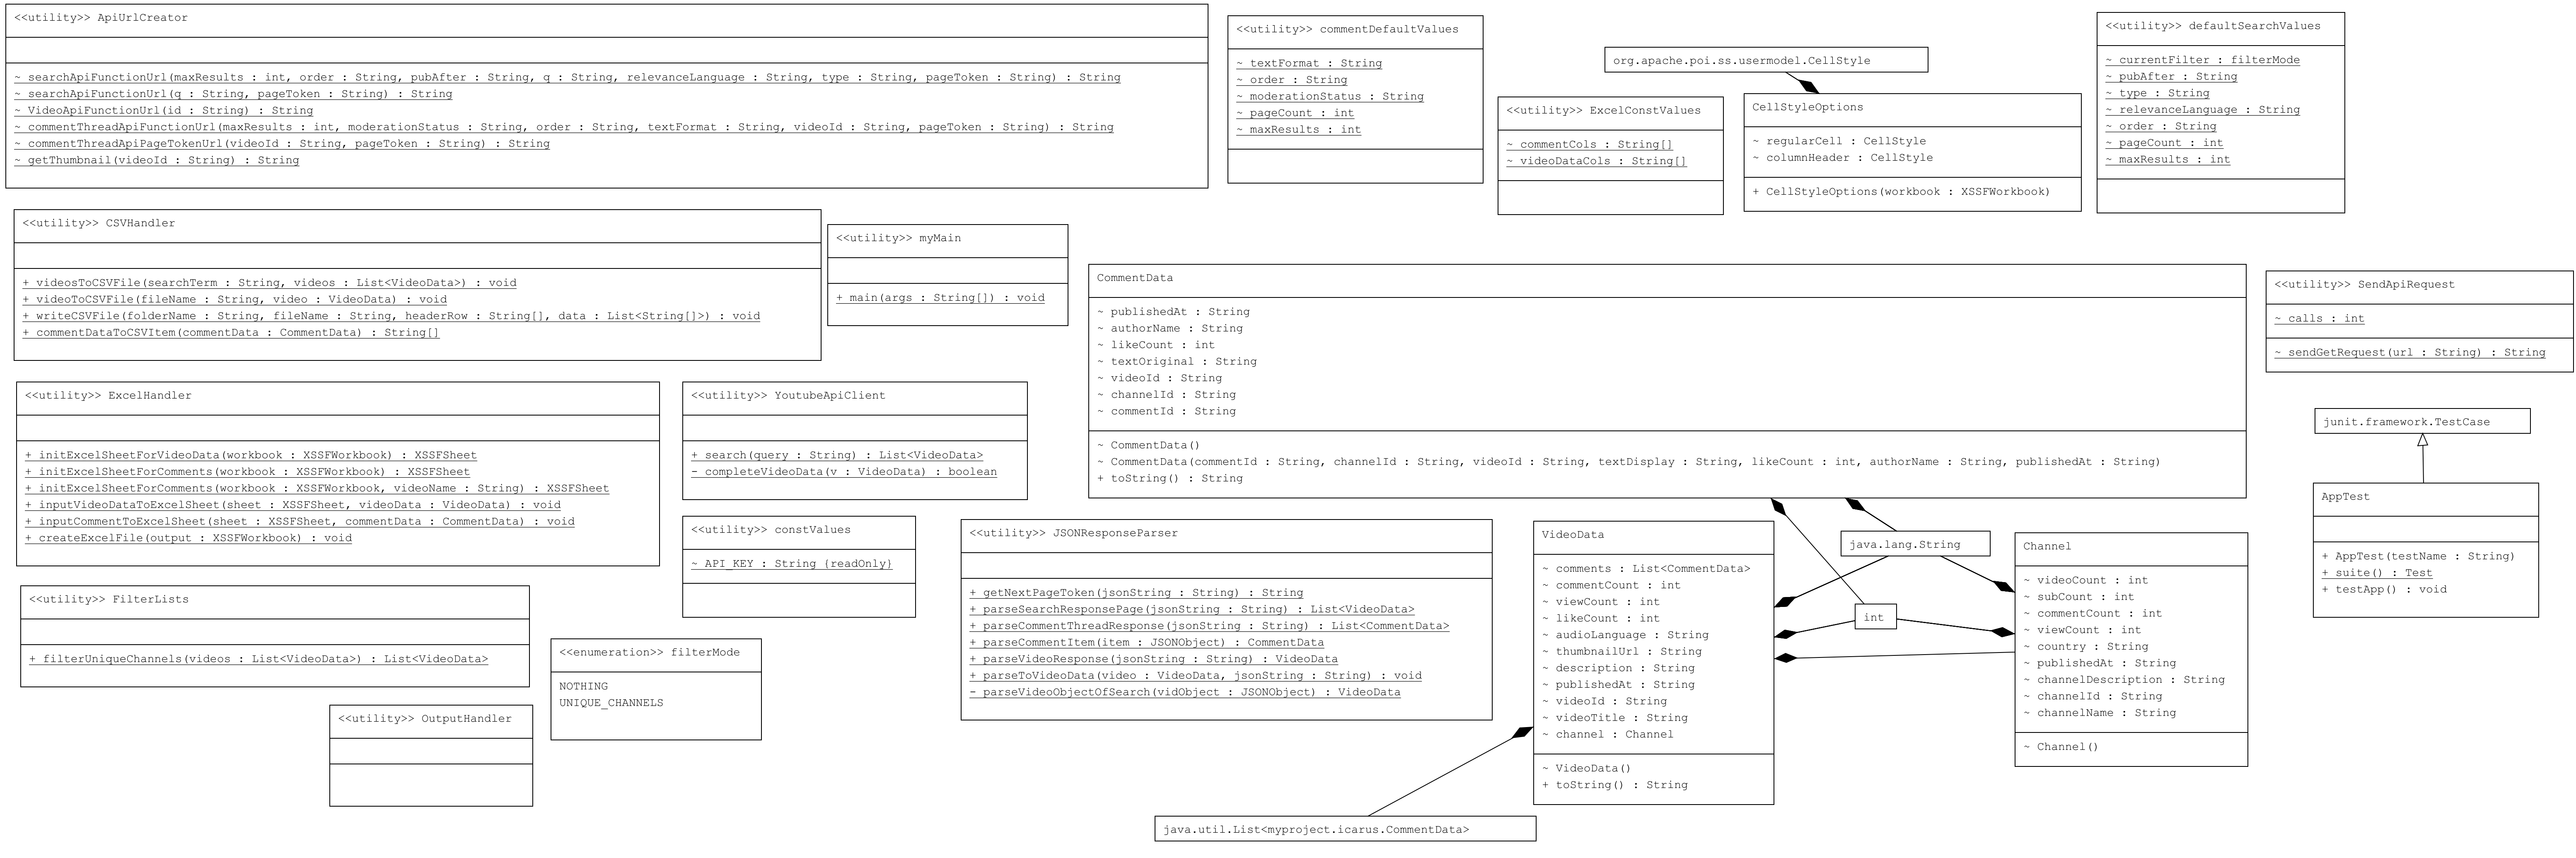 <<utility>> ApiUrlCreator
~ searchApiFunctionUrl(maxResults : int, order : String, pubAfter : String, q : String, relevanceLanguage : String, type : String, pageToken : String) : String
~ searchApiFunctionUrl(q : String, pageToken : String) : String
~ VideoApiFunctionUrl(id : String) : String
~ commentThreadApiFunctionUrl(maxResults : int, moderationStatus : String, order : String, textFormat : String, videoId : String, pageToken : String) : String
~ commentThreadApiPageTokenUrl(videoId : String, pageToken : String) : String
~ getThumbnail(videoId : String) : String
<<utility>> commentDefaultValues
~ textFormat : String
~ order : String
~ moderationStatus : String
~ pageCount : int
~ maxResults : int
<<utility>> ExcelConstValues
~ commentCols : String[]
~ videoDataCols : String[]
org.apache.poi.ss.usermodel.CellStyle
CellStyleOptions
~ regularCell : CellStyle
~ columnHeader : CellStyle
+ CellStyleOptions(workbook : XSSFWorkbook)
<<utility>> defaultSearchValues
~ currentFilter : filterMode
~ pubAfter : String
~ type : String
~ relevanceLanguage : String
~ order : String
~ pageCount : int
~ maxResults : int
<<utility>> CSVHandler
+ videosToCSVFile(searchTerm : String, videos : List<VideoData>) : void
+ videoToCSVFile(fileName : String, video : VideoData) : void
+ writeCSVFile(folderName : String, fileName : String, headerRow : String[], data : List<String[]>) : void
+ commentDataToCSVItem(commentData : CommentData) : String[]
<<utility>> myMain
+ main(args : String[]) : void
CommentData
~ publishedAt : String
~ authorName : String
~ likeCount : int
~ textOriginal : String
~ videoId : String
~ channelId : String
~ commentId : String
~ CommentData()
~ CommentData(commentId : String, channelId : String, videoId : String, textDisplay : String, likeCount : int, authorName : String, publishedAt : String)
+ toString() : String
<<utility>> SendApiRequest
~ calls : int
~ sendGetRequest(url : String) : String
<<utility>> ExcelHandler
+ initExcelSheetForVideoData(workbook : XSSFWorkbook) : XSSFSheet
+ initExcelSheetForComments(workbook : XSSFWorkbook) : XSSFSheet
+ initExcelSheetForComments(workbook : XSSFWorkbook, videoName : String) : XSSFSheet
+ inputVideoDataToExcelSheet(sheet : XSSFSheet, videoData : VideoData) : void
+ inputCommentToExcelSheet(sheet : XSSFSheet, commentData : CommentData) : void
+ createExcelFile(output : XSSFWorkbook) : void
<<utility>> YoutubeApiClient
+ search(query : String) : List<VideoData>
- completeVideoData(v : VideoData) : boolean
<<utility>> constValues
~ API_KEY : String {readOnly}
<<utility>> JSONResponseParser
+ getNextPageToken(jsonString : String) : String
+ parseSearchResponsePage(jsonString : String) : List<VideoData>
+ parseCommentThreadResponse(jsonString : String) : List<CommentData>
+ parseCommentItem(item : JSONObject) : CommentData
+ parseVideoResponse(jsonString : String) : VideoData
+ parseToVideoData(video : VideoData, jsonString : String) : void
- parseVideoObjectOfSearch(vidObject : JSONObject) : VideoData
VideoData
~ comments : List<CommentData>
~ commentCount : int
~ viewCount : int
~ likeCount : int
~ audioLanguage : String
~ thumbnailUrl : String
~ description : String
~ publishedAt : String
~ videoId : String
~ videoTitle : String
~ channel : Channel
~ VideoData()
+ toString() : String
java.lang.String
int
Channel
~ videoCount : int
~ subCount : int
~ commentCount : int
~ viewCount : int
~ country : String
~ publishedAt : String
~ channelDescription : String
~ channelId : String
~ channelName : String
~ Channel()
junit.framework.TestCase
AppTest
+ AppTest(testName : String)
+ suite() : Test
+ testApp() : void
<<utility>> FilterLists
+ filterUniqueChannels(videos : List<VideoData>) : List<VideoData>
<<enumeration>> filterMode
NOTHING
UNIQUE_CHANNELS
<<utility>> OutputHandler
java.util.List<myproject.icarus.CommentData>